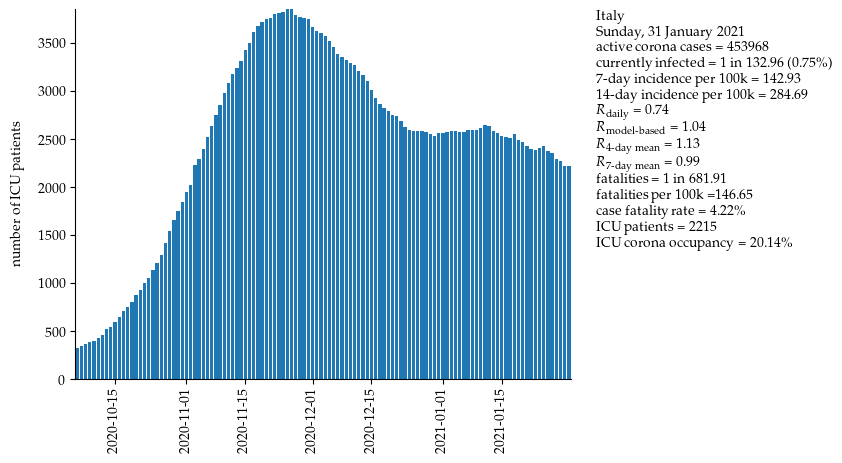 Italy
Sunday, 31 January 2021
active corona cases = 453968
currently infected = 1 in 132.96 (0.75%)
7-day incidence per 100k = 142.93
14-day incidence per 100k = 284.69
R daily = 0.74
R model-based = 1.04
R 4-day mean = 1.13
R 7-day mean = 0.99
fatalities = 1 in 681.91
fatalities per 100k =146.65
case fatality rate = 4.22%
ICU patients = 2215
ICU corona occupancy = 20.14%
number of ICU patients
3500
3000
2500
2000
1500
1000
500
0
2020-10-15
2020-11-01
2020-11-15
2020-12-01
2020-12-15
2021-01-01
2021-01-15